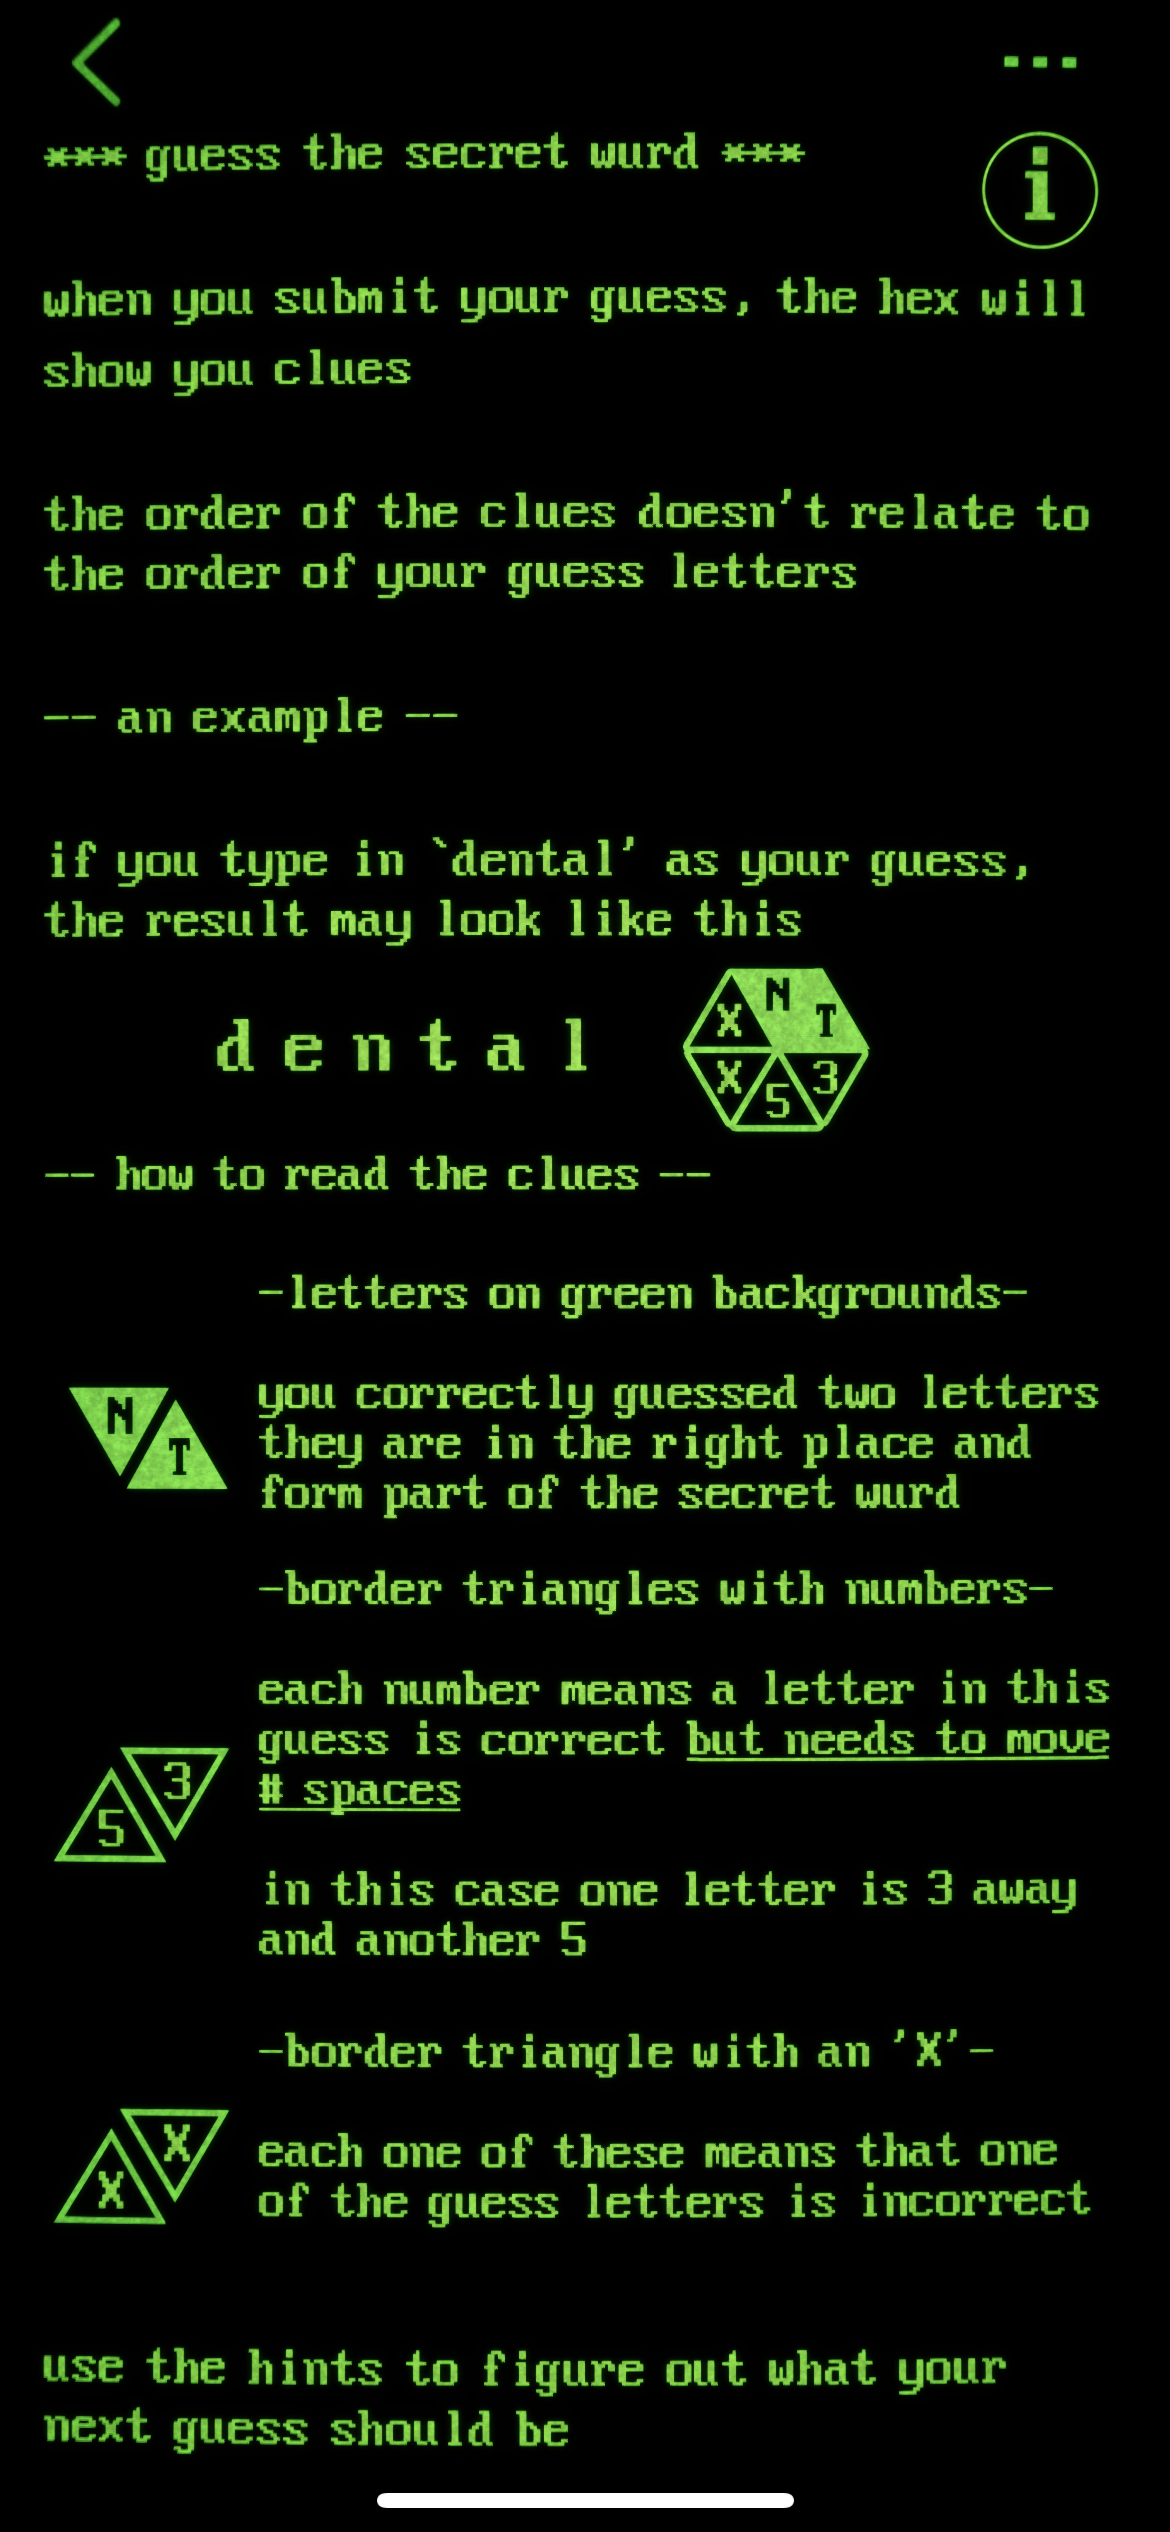 ...
*** guess the secret wurd ***
i
when you submit your guess, the hex will
show you clues
the order of the clues doesn't relate to
the order of your guess letters
-- an example --
if you type in `dental' as your guess,
the result may look like this
dental
X N T
X 5 3
-- how to read the clues --
-letters on green backgrounds-
N T
you correctly guessed two letters
they are in the right place and
form part of the secret wurd
-border triangles with numbers-
5 3
each number means a letter in this
guess is correct but needs to move
# spaces
in this case one letter is 3 away
and another 5
-border triangle with an 'X'-
X X
each one of these means that one
of the guess letters is incorrect
use the hints to figure out what your
next guess should be